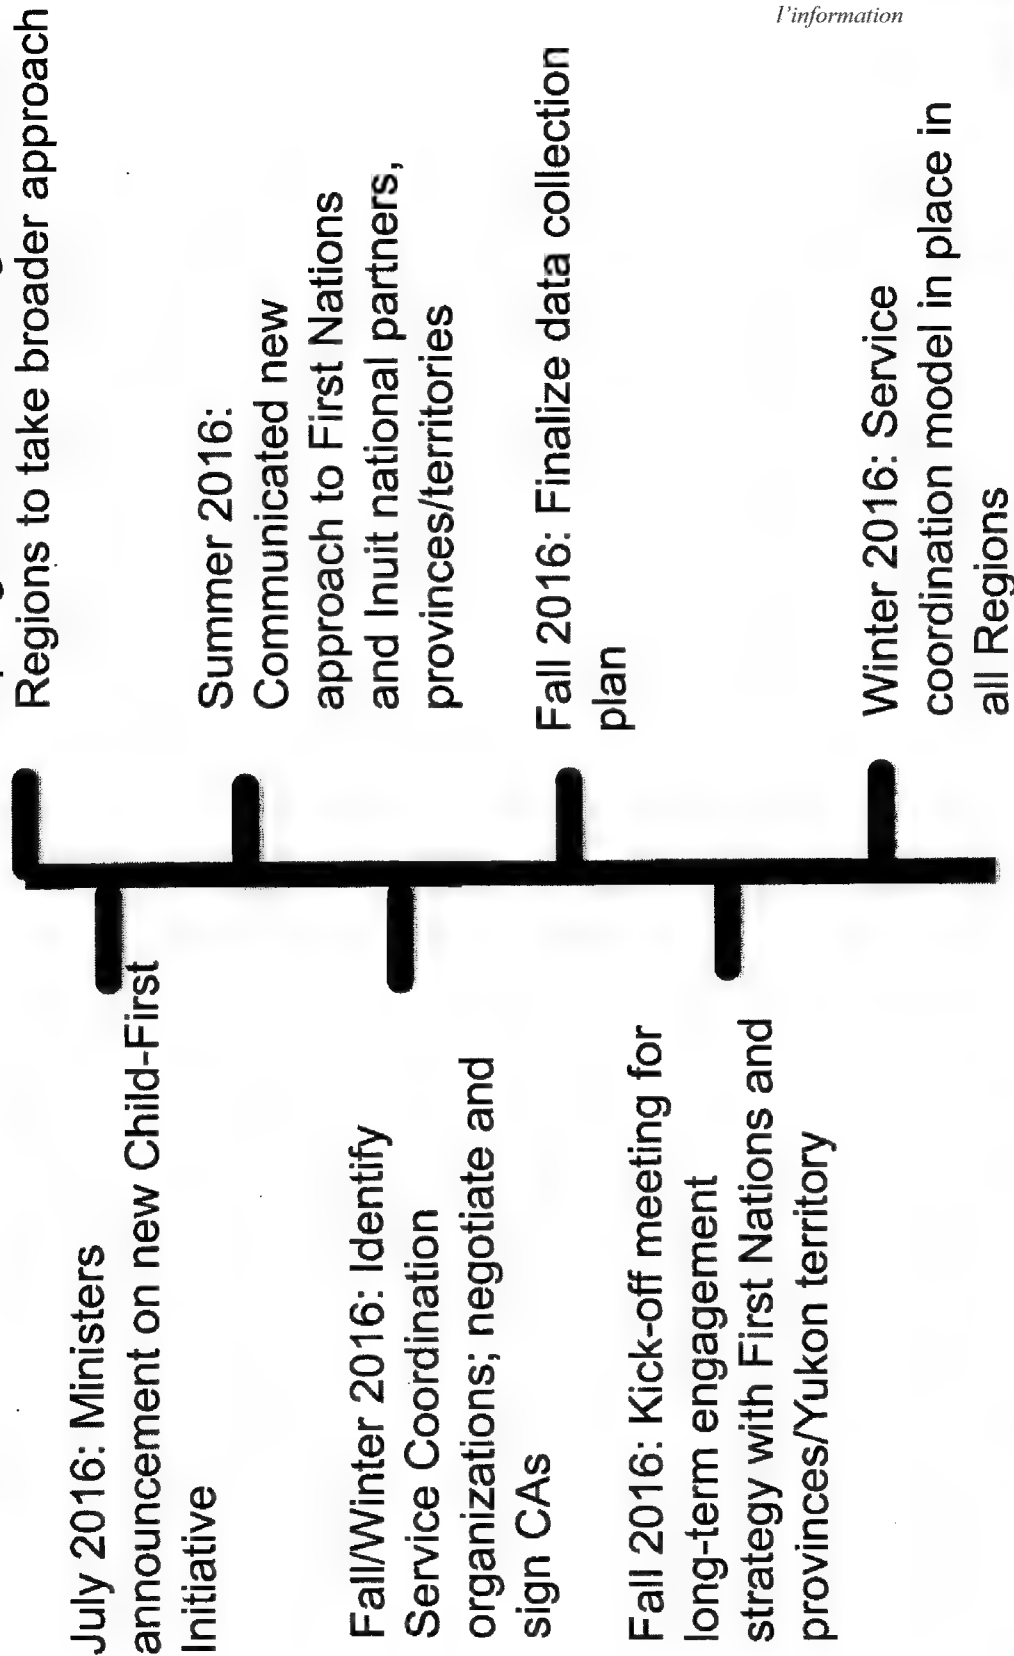 l'information
Regions to take broader approach
July 2016: Ministers
announcement on new Child-First
Initiative
Summer 2016:
Communicated new
approach to First Nations
and Inuit national partners,
provinces/territories
Fall/Winter 2016: Identify
Service Coordination
organizations; negotiate and
sign CAs
Fall 2016: Finalize data collection
plan
Fall 2016: Kick-off meeting for
long-term engagement
strategy with First Nations and
provinces/Yukon territory
Winter 2016: Service
coordination model in place in
all Regions